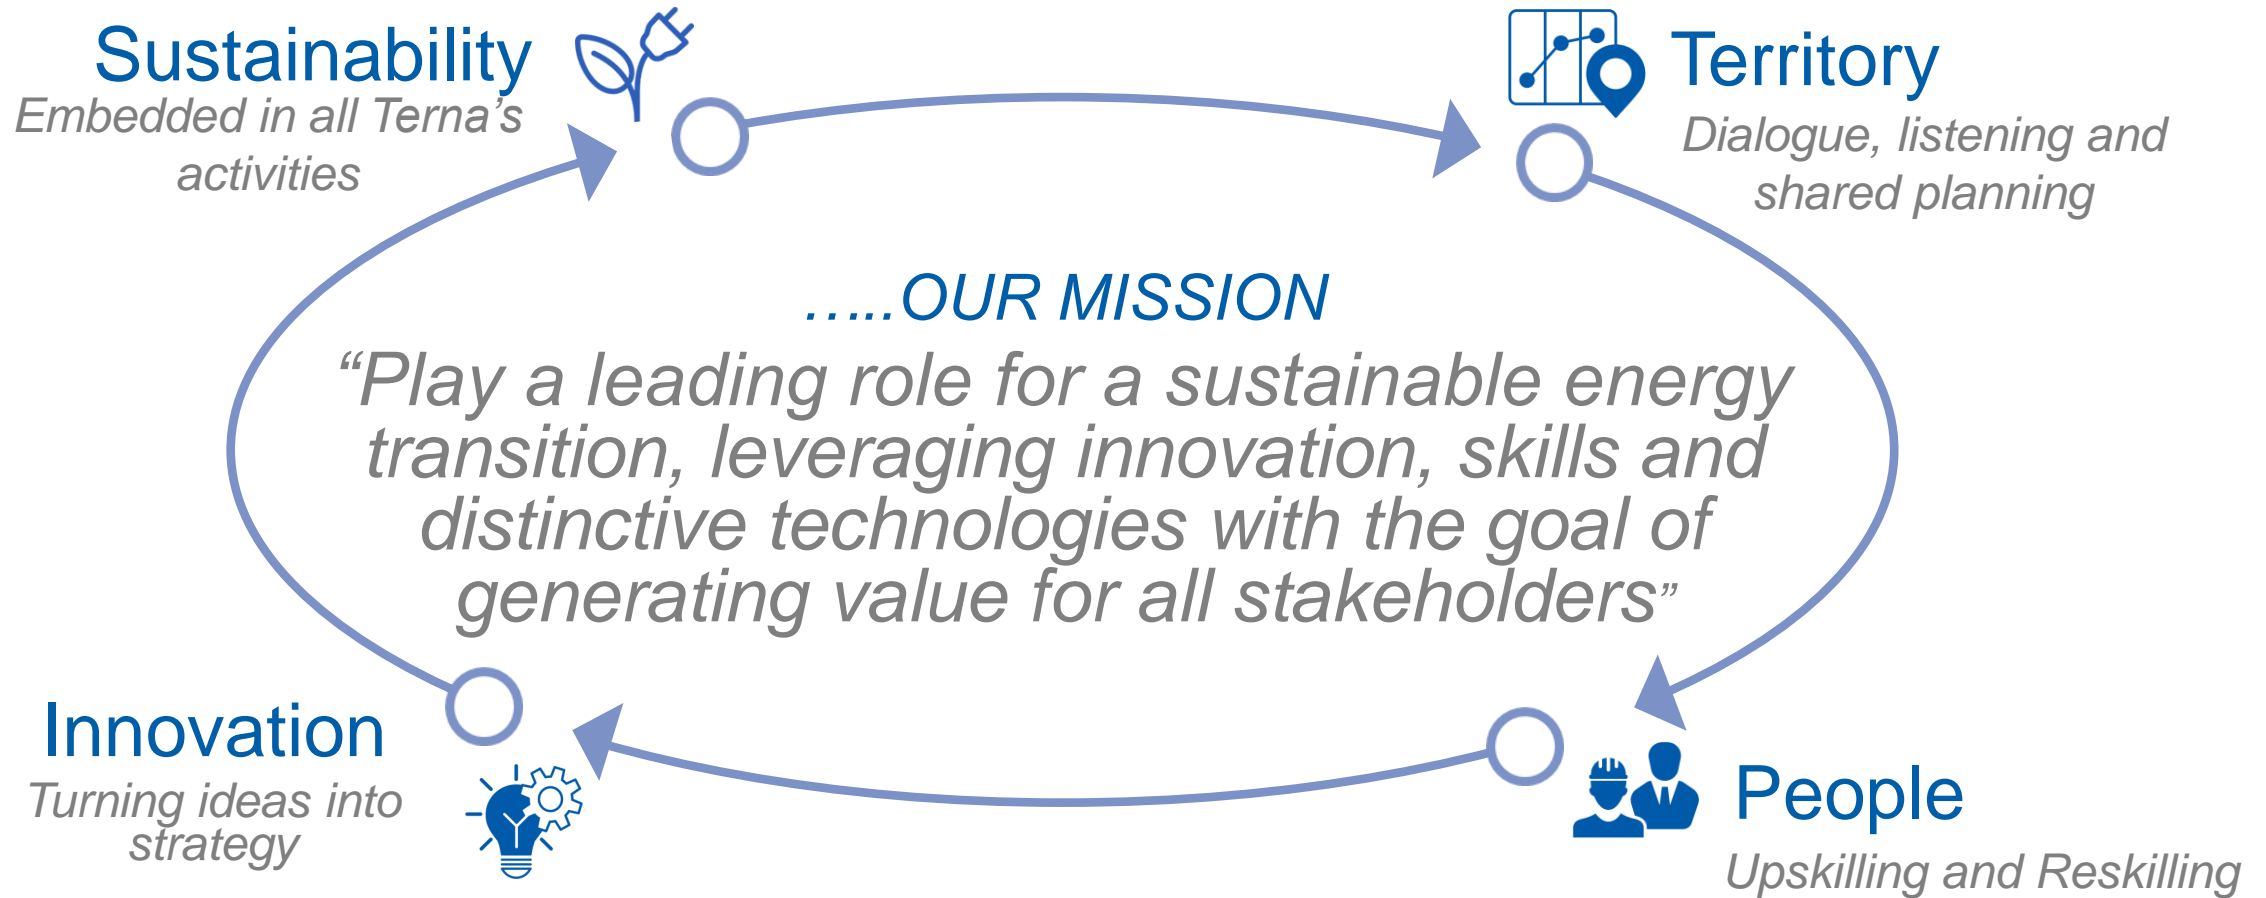 Sustainability
Embedded in all Terna's
activities
Territory
Dialogue, listening and
shared planning
…..OUR MISSION
“Play a leading role for a sustainable energy
transition, leveraging innovation, skills and
distinctive technologies with the goal of
generating value for all stakeholders”
Innovation
Turning ideas into
strategy
People
Upskilling and Reskilling